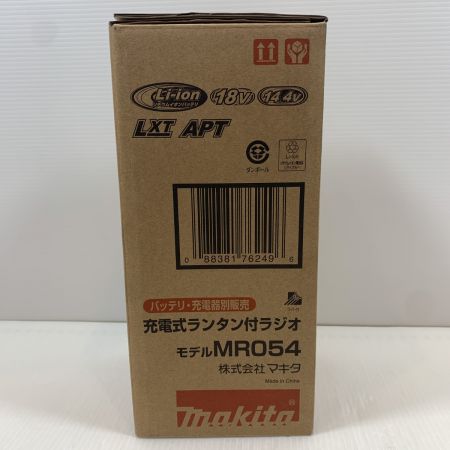 Li-ion
リチウムイオンバッテリ
18V
14.4V
LXT APT
ダンボール
Li-ion
0 88381 76249 6
バッテリ・充電器別販売
充電式ランタン付ラジオ
モデルMR054
株式会社マキタ
Made in China
makita